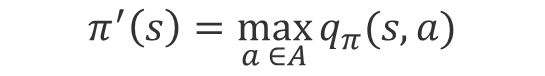 π′(s) = max q_π(s, a)
a ∈A